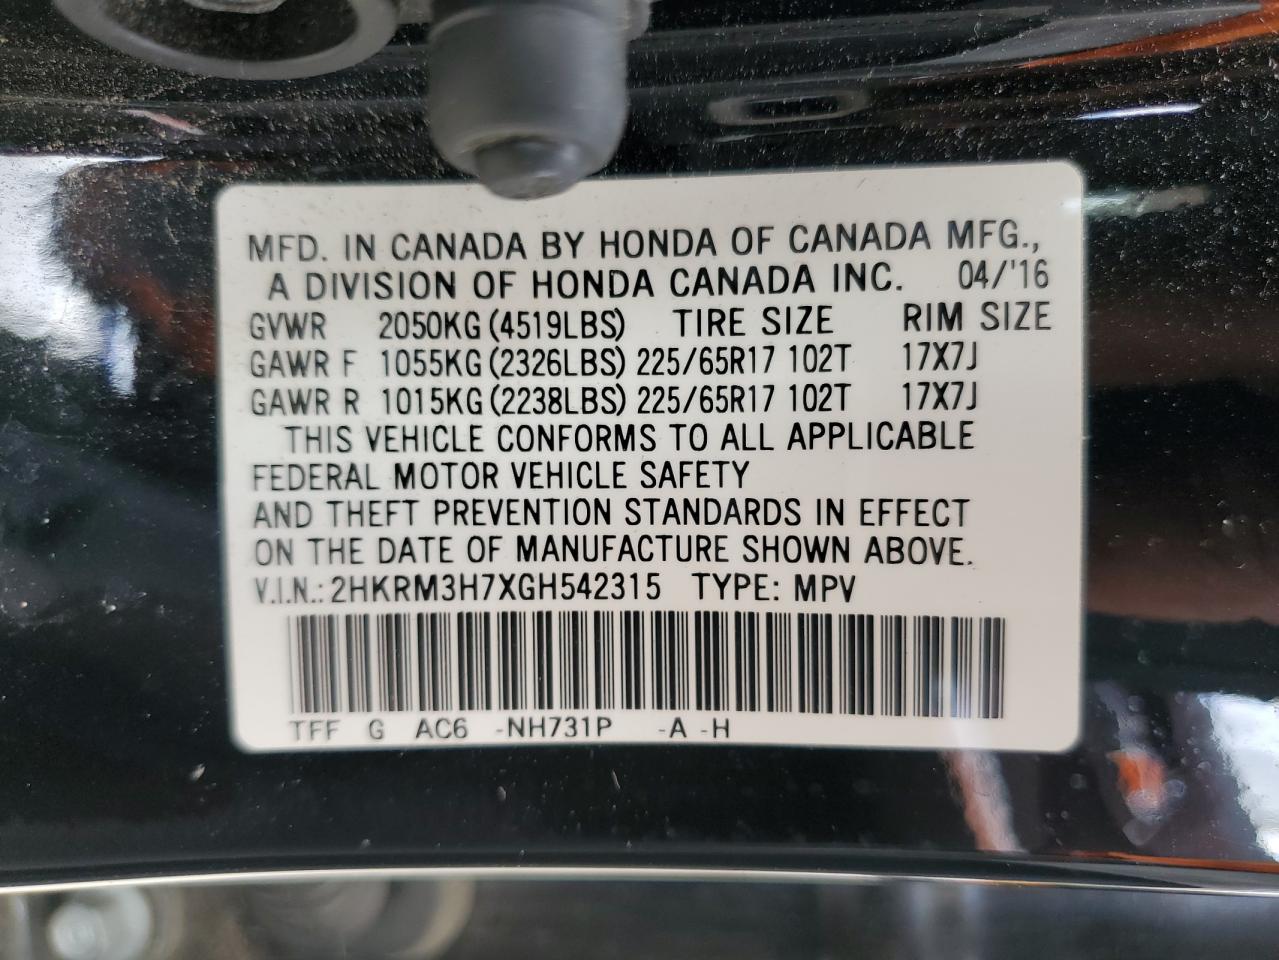 MFD. IN CANADA BY HONDA OF CANADA MFG.,
A DIVISION OF HONDA CANADA INC. 04/'16
GVWR 2050KG (4519LBS) TIRE SIZE RIM SIZE
GAWR F 1055KG (2326LBS) 225/65R17 102T 17X7J
GAWR R 1015KG (2238LBS) 225/65R17 102T 17X7J
THIS VEHICLE CONFORMS TO ALL APPLICABLE
FEDERAL MOTOR VEHICLE SAFETY
AND THEFT PREVENTION STANDARDS IN EFFECT
ON THE DATE OF MANUFACTURE SHOWN ABOVE.
V.I.N.: 2HKRM3H7XGH542315 TYPE: MPV
TFF G AC6 -NH731P -A -H